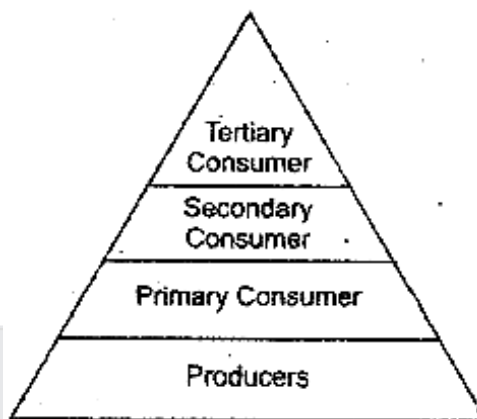 Tertiary
Consumer
Secondary
Consumer
Primary Consumer
Producers